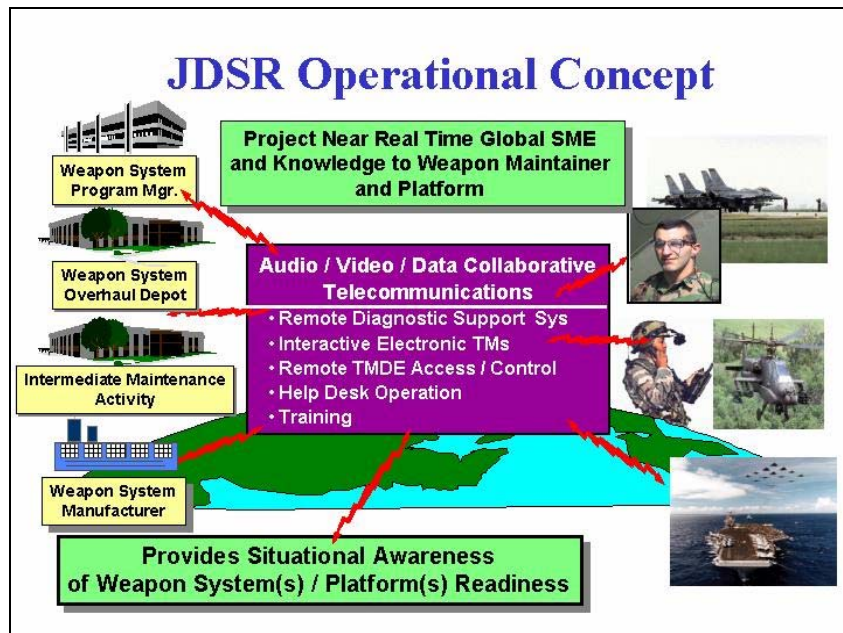 JDSR Operational Concept
Project Near Real Time Global SME
and Knowledge to Weapon Maintainer
and Platform
Weapon System
Program Mgr.
Weapon System
Overhaul Depot
Intermediate Maintenance
Activity
Weapon System
Manufacturer
Audio / Video / Data Collaborative
Telecommunications
• Remote Diagnostic Support Sys
• Interactive Electronic TMs
• Remote TMDE Access / Control
• Help Desk Operation
• Training
Provides Situational Awareness
of Weapon System(s) / Platform(s) Readiness